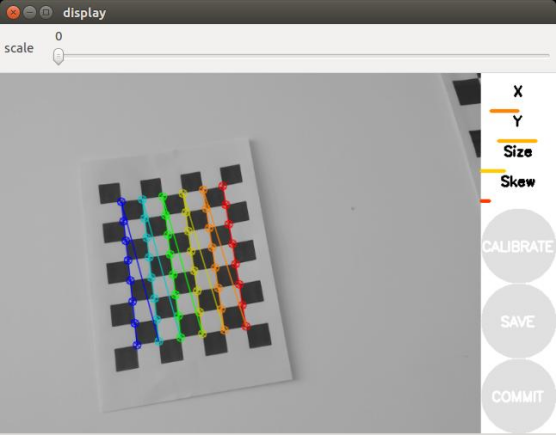 display
0
scale
X
Y
Size
Skew
CALIBRATE
SAVE
COMMIT